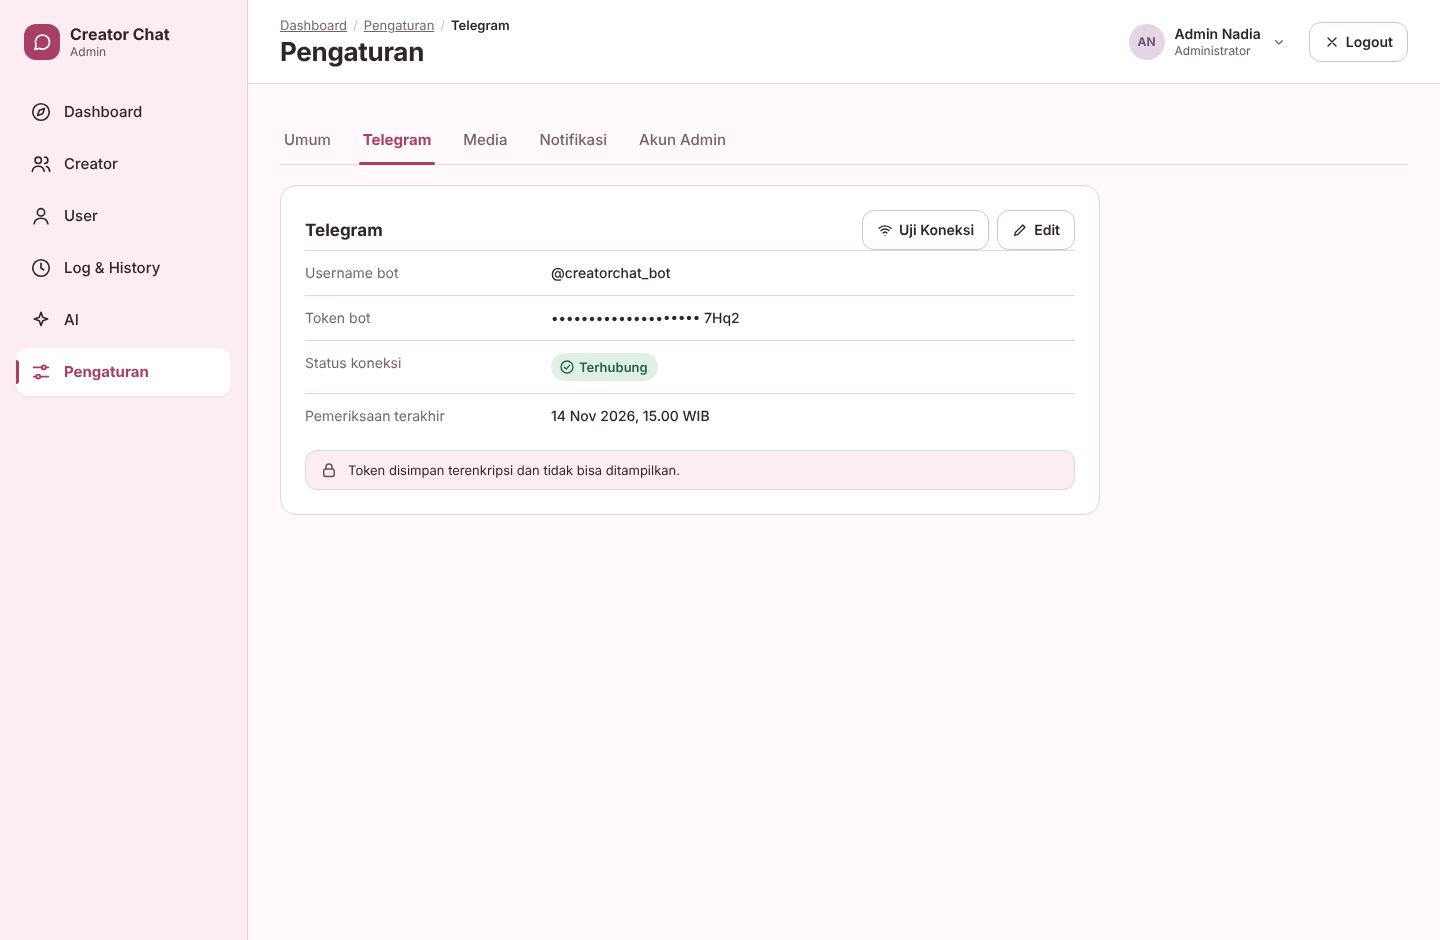 Creator Chat
Admin
Dashboard
Creator
User
Log & History
AI
Pengaturan
Dashboard / Pengaturan / Telegram
Pengaturan
AN
Admin Nadia
Administrator
Logout
Umum Telegram Media Notifikasi Akun Admin
Telegram
Uji Koneksi
Edit
Username bot @creatorchat_bot
Token bot •••••••••••••••••••• 7Hq2
Status koneksi Terhubung
Pemeriksaan terakhir 14 Nov 2026, 15.00 WIB
Token disimpan terenkripsi dan tidak bisa ditampilkan.